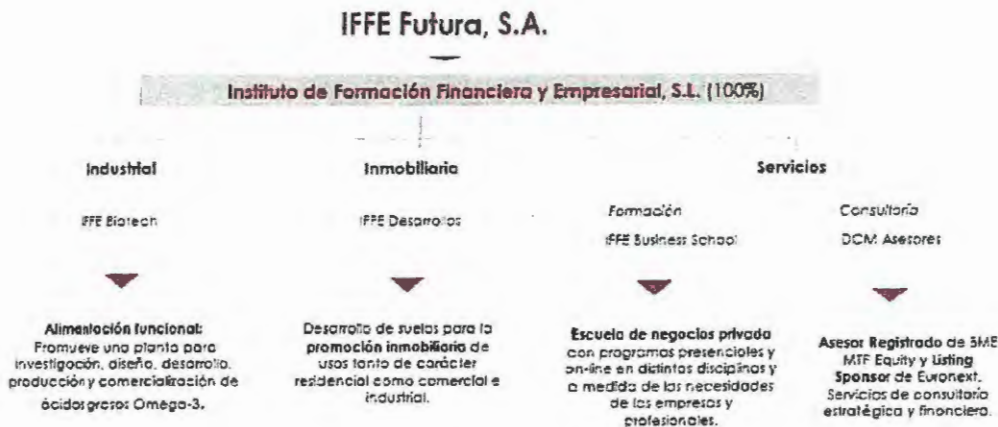 IFFE Futura, S.A.
Instituto de Formación Financiera y Empresarial, S.L. (100%)
Industrial
Inmobiliaria
Servicios
IFFE Biotech
IFFE Desarrollos
Formación
IFFE Business School
Consultoría
DCM Asesores
Alimentación funcional:
Promueve una planta para
investigación, diseño, desarrollo,
producción y comercialización de
ácidos grasos Omega-3.
Desarrollo de suelos para la
promoción inmobiliaria de
usos tanto de carácter
residencial como comercial e
industrial.
Escuela de negocios privada
con programas presenciales y
on-line en distintas disciplinas y
a medida de las necesidades
de las empresas y
profesionales.
Asesor Registrado de BME
MTF Equity y Listing
Sponsor de Euronext.
Servicios de consultoría
estratégica y financiera.